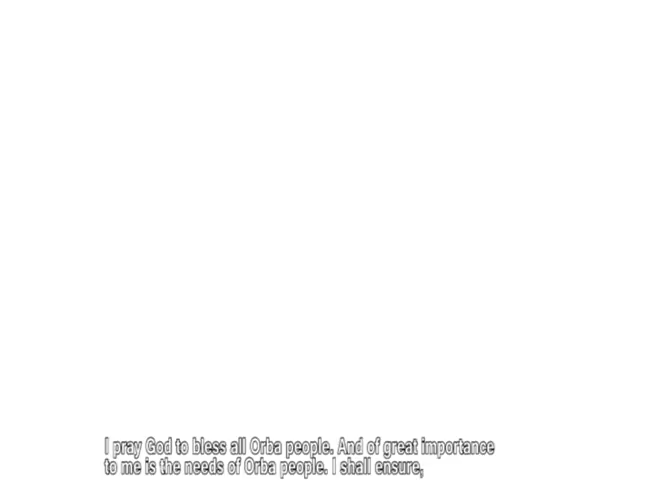 I pray God to bless all Orba people. And of great importance
to me is the needs of Orba people. I shall ensure,